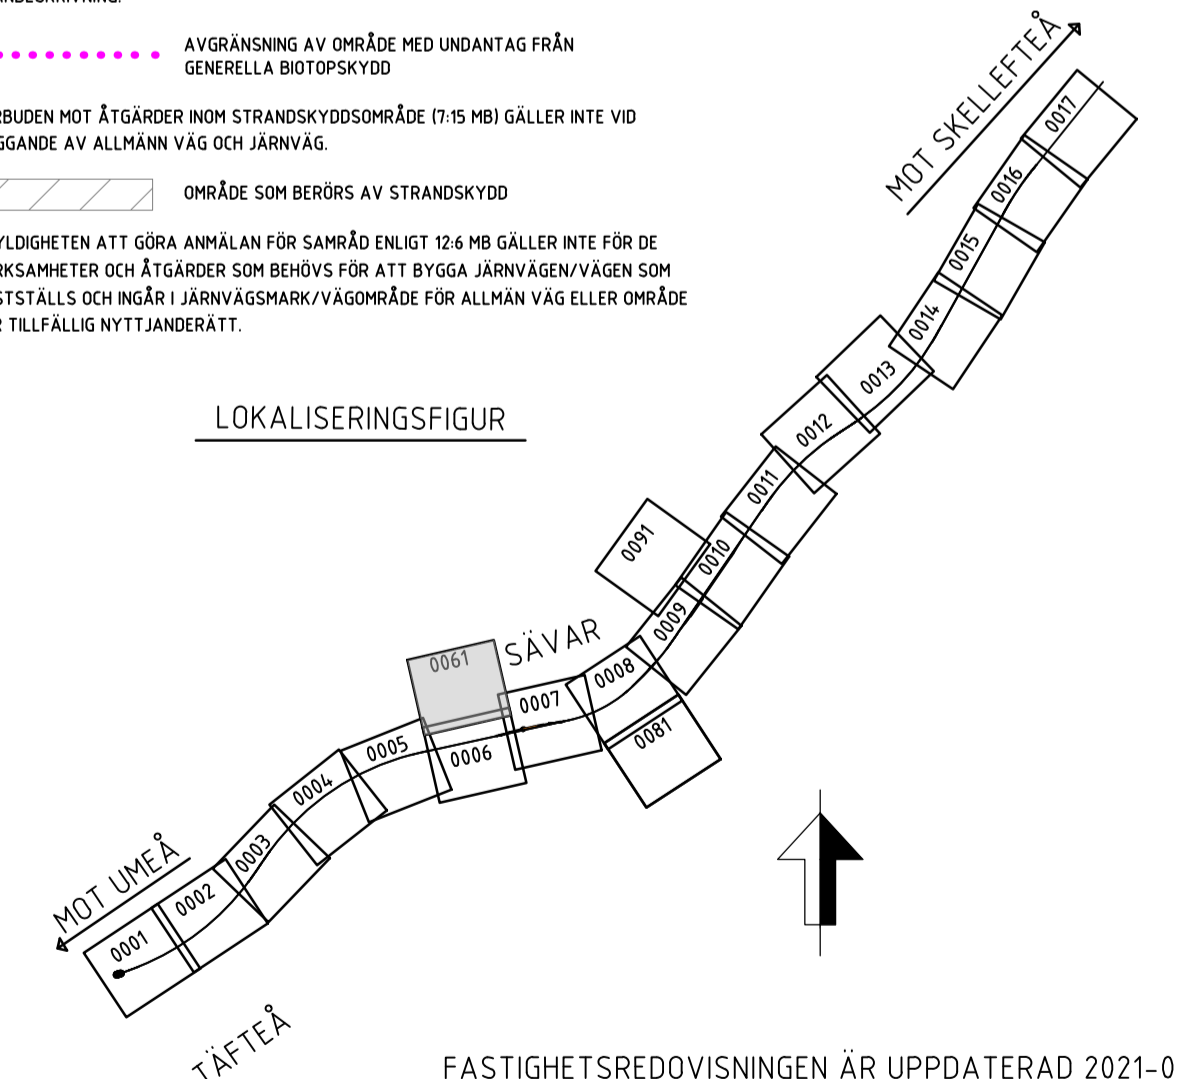 AVGRÄNSNING AV OMRÅDE MED UNDANTAG FRÅN
GENERELLA BIOTOPSKYDD
RBUDEN MOT ÅTGÄRDER INOM STRANDSKYDDSOMRÅDE (7:15 MB) GÄLLER INTE VID
GGANDE AV ALLMÄNN VÄG OCH JÄRNVÄG.
OMRÅDE SOM BERÖRS AV STRANDSKYDD
YLDIGHETEN ATT GÖRA ANMÄLAN FÖR SAMRÅD ENLIGT 12:6 MB GÄLLER INTE FÖR DE
RKSAMHETER OCH ÅTGÄRDER SOM BEHÖVS FÖR ATT BYGGA JÄRNVÄGEN/VÄGEN SOM
STSTÄLLS OCH INGÅR I JÄRNVÄGSMARK/VÄGOMRÅDE FÖR ALLMÄN VÄG ELLER OMRÅDE
R TILLFÄLLIG NYTTJANDERÄTT.
LOKALISERINGSFIGUR
MOT SKELLEFTEÅ
0017
0016
0015
0014
0013
0012
0011
0010
0091
0009
SÄVAR
0008
0081
0061
0007
0006
0005
0004
0003
0002
0001
MOT UMEÅ
TÄFTEÅ
FASTIGHETSREDOVISNINGEN ÄR UPPDATERAD 2021-0